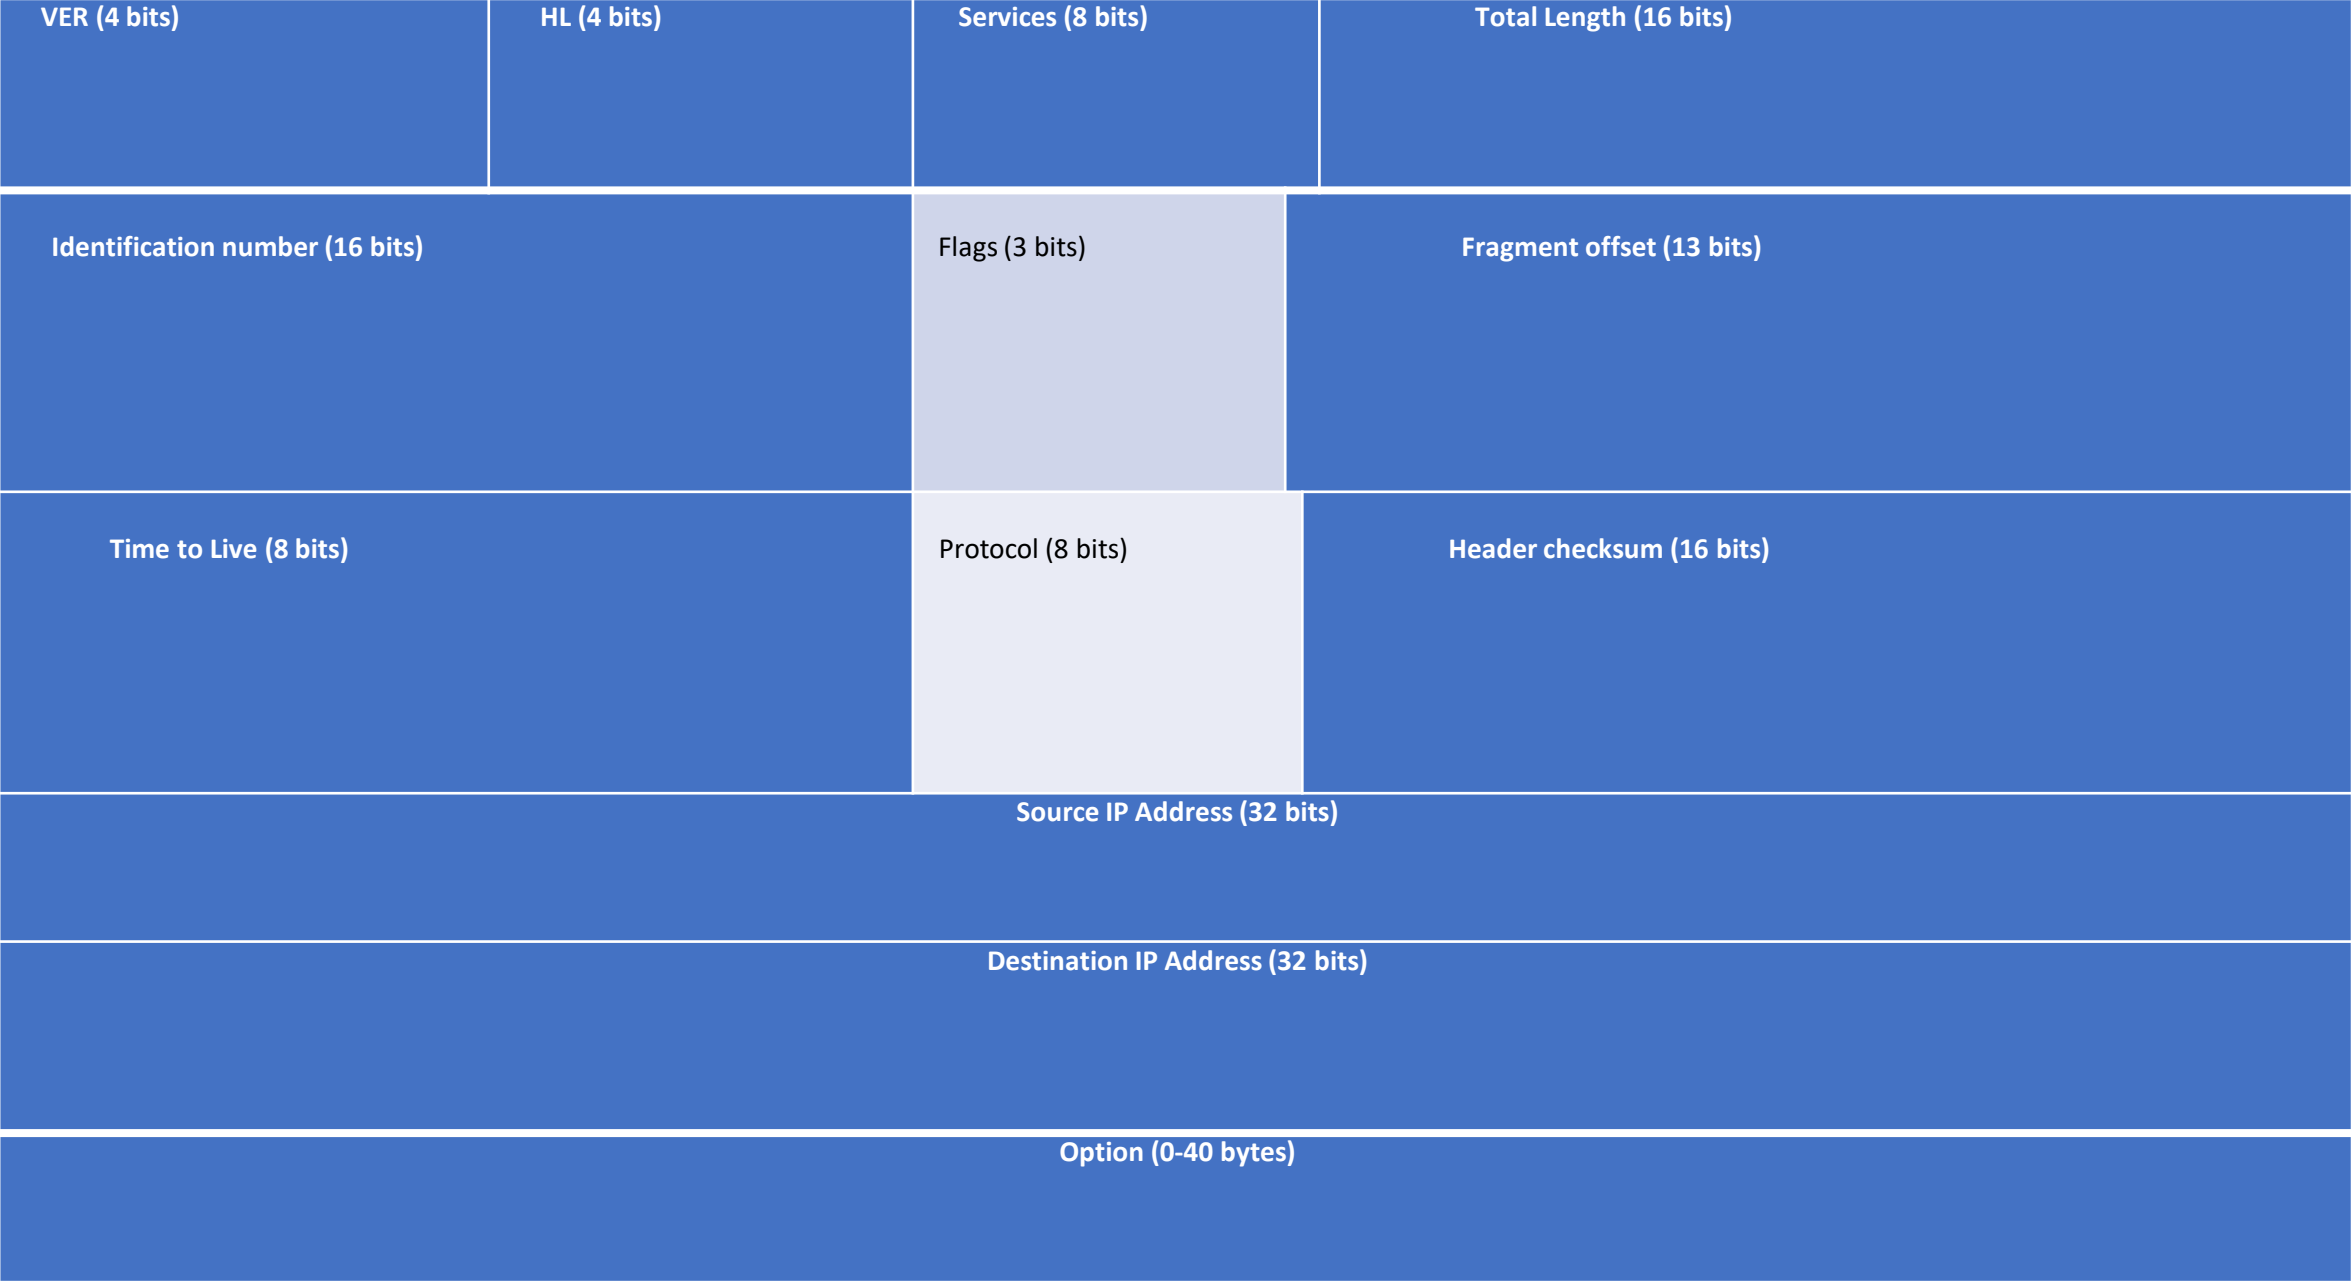 VER (4 bits)
HL (4 bits)
Services (8 bits)
Total Length (16 bits)
Identification number (16 bits)
Flags (3 bits)
Fragment offset (13 bits)
Time to Live (8 bits)
Protocol (8 bits)
Header checksum (16 bits)
Source IP Address (32 bits)
Destination IP Address (32 bits)
Option (0-40 bytes)